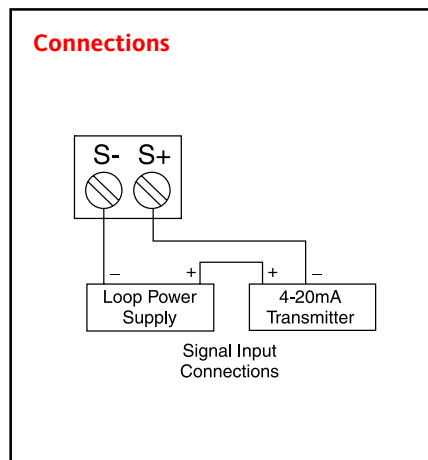 Connections
S- S+
– + + –
Loop Power
Supply
4-20mA
Transmitter
Signal Input
Connections